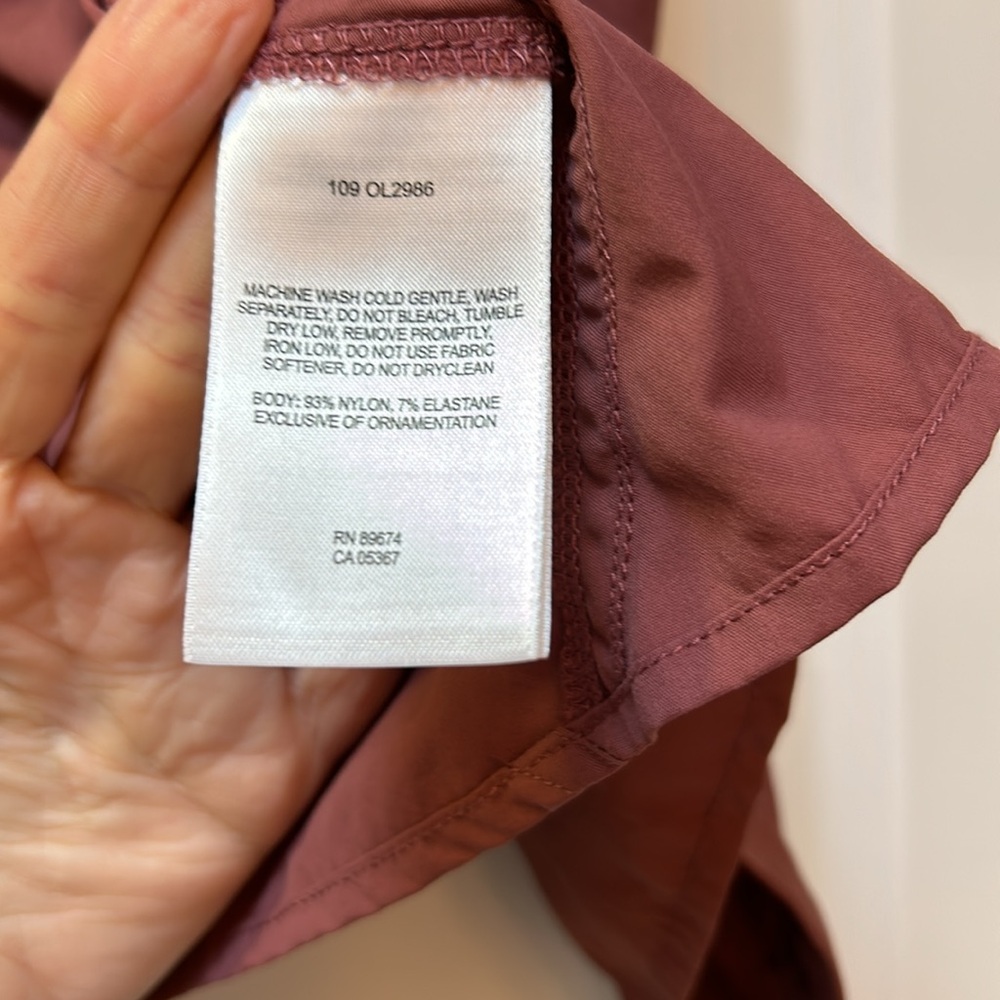 109 OL2986
MACHINE WASH COLD GENTLE, WASH
SEPARATELY, DO NOT BLEACH, TUMBLE
DRY LOW, REMOVE PROMPTLY,
IRON LOW, DO NOT USE FABRIC
SOFTENER, DO NOT DRYCLEAN
BODY: 93% NYLON, 7% ELASTANE
EXCLUSIVE OF ORNAMENTATION
RN 89674
CA 05367